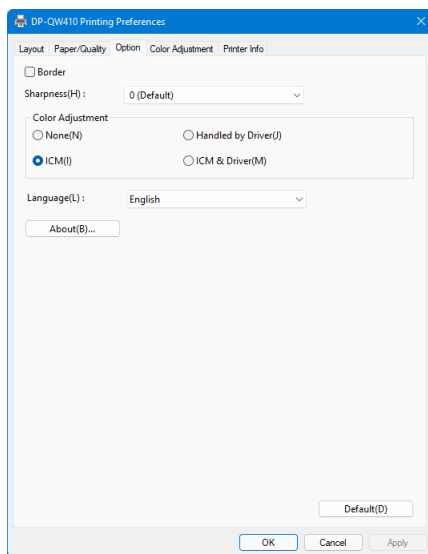 DP-QW410 Printing Preferences
Layout Paper/Quality Option Color Adjustment Printer Info
Border
Sharpness(H) : 0 (Default)
Color Adjustment
None(N) Handled by Driver(J)
ICM(I) ICM & Driver(M)
Language(L) : English
About(B)...
Default(D)
OK Cancel Apply